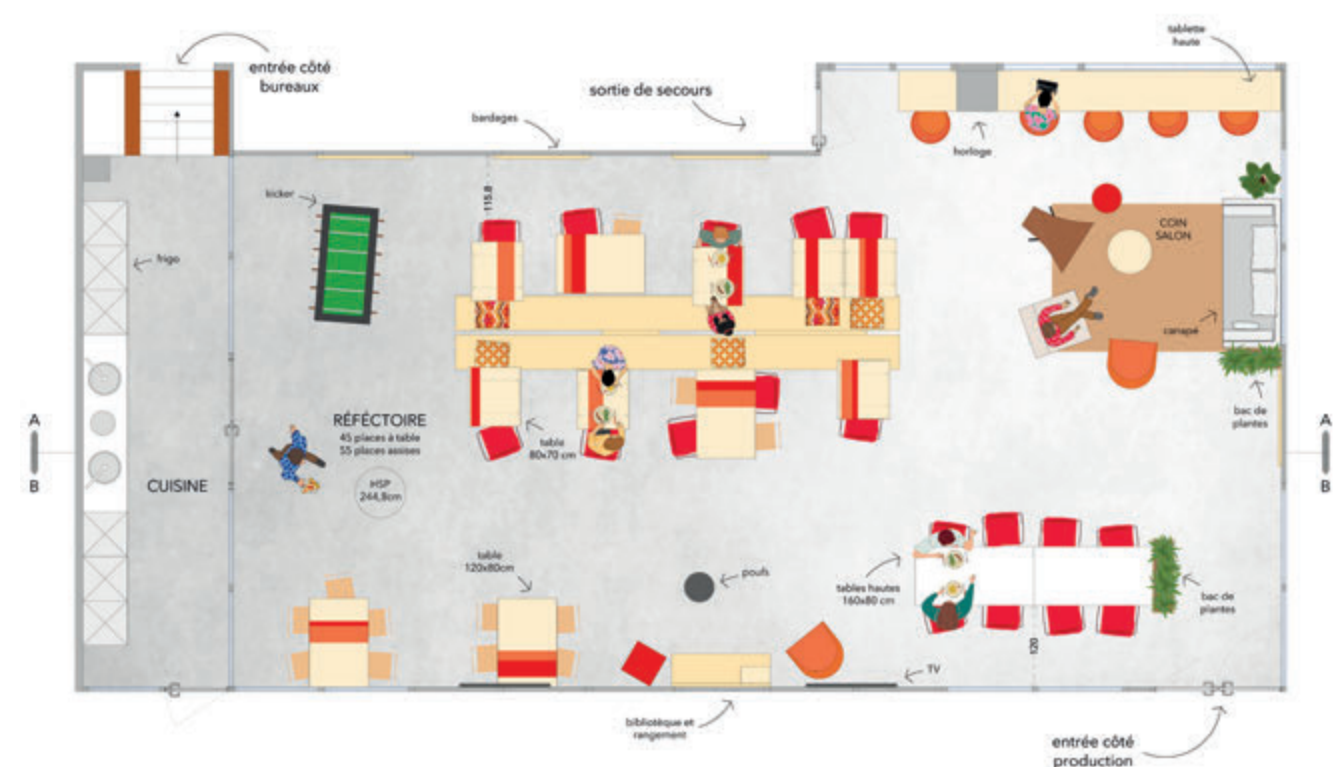 tablette
haute
entrée côté
bureaux
sortie de secours
bardages
horloge
kicker
115.8
COIN
SALON
frigo
canapé
bac de
plantes
A
B
RÉFÉCTOIRE
45 places à table
55 places assises
HSP
244,8cm
CUISINE
table
80x70 cm
A
B
table
120x80cm
poufs
tables hautes
160x80 cm
bac de
plantes
120
TV
bibliotèque et
rangement
entrée côté
production